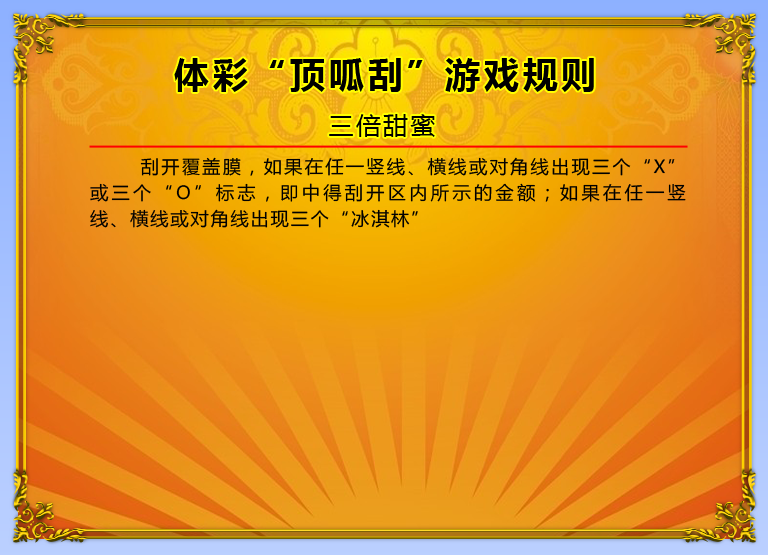 体彩“顶呱刮”游戏规则
三倍甜蜜
刮开覆盖膜，如果在任一竖线、横线或对角线出现三个“X”
或三个“O”标志，即中得刮开区内所示的金额；如果在任一竖
线、横线或对角线出现三个“冰淇林”